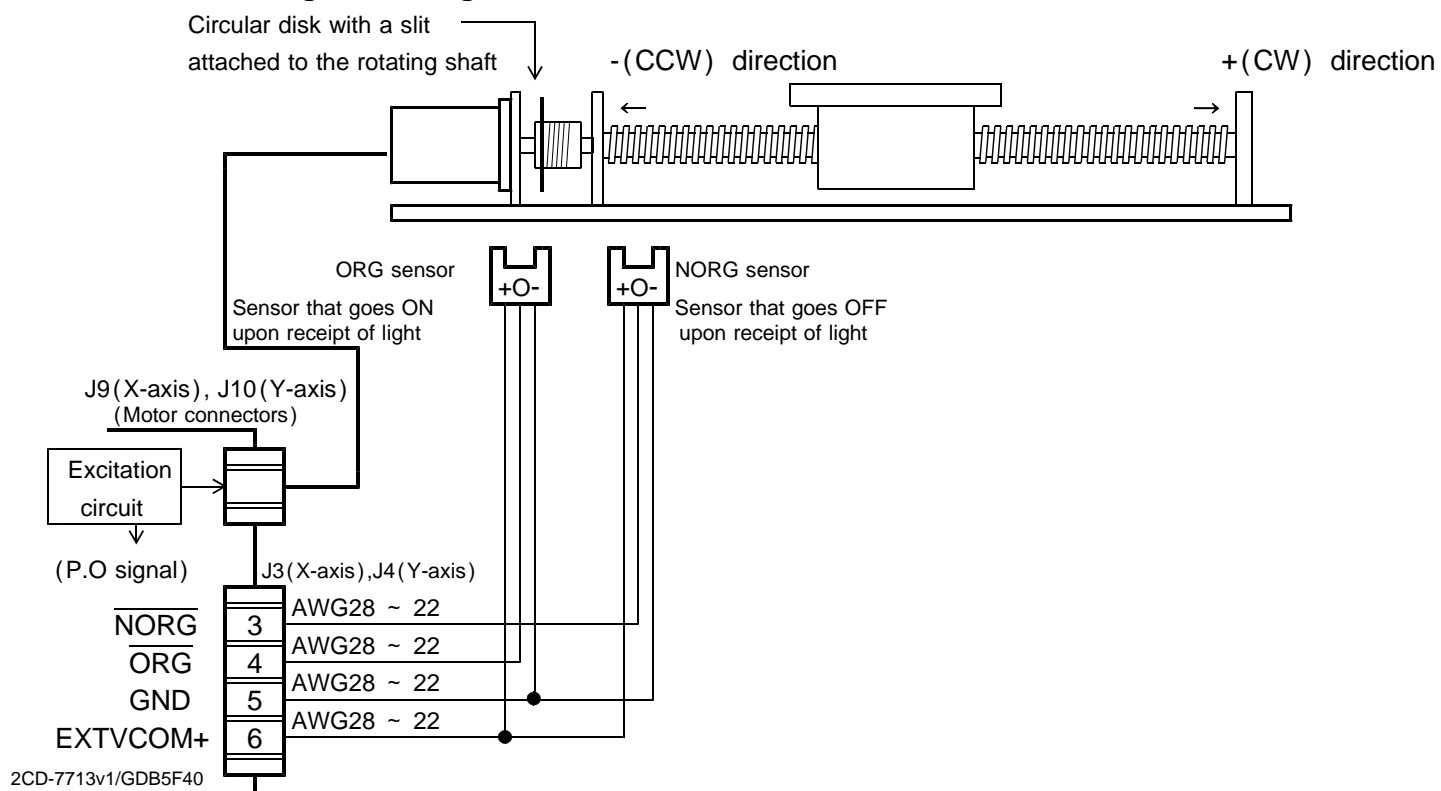 Circular disk with a slit
attached to the rotating shaft
-(CCW) direction
+(CW) direction
ORG sensor
+O-
Sensor that goes ON
upon receipt of light
NORG sensor
+O-
Sensor that goes OFF
upon receipt of light
J9(X-axis), J10(Y-axis)
(Motor connectors)
Excitation
circuit
(P.O signal)
J3(X-axis),J4(Y-axis)
NORG 3 AWG28 ~ 22
ORG 4 AWG28 ~ 22
GND 5 AWG28 ~ 22
EXTVCOM+ 6 AWG28 ~ 22
2CD-7713v1/GDB5F40